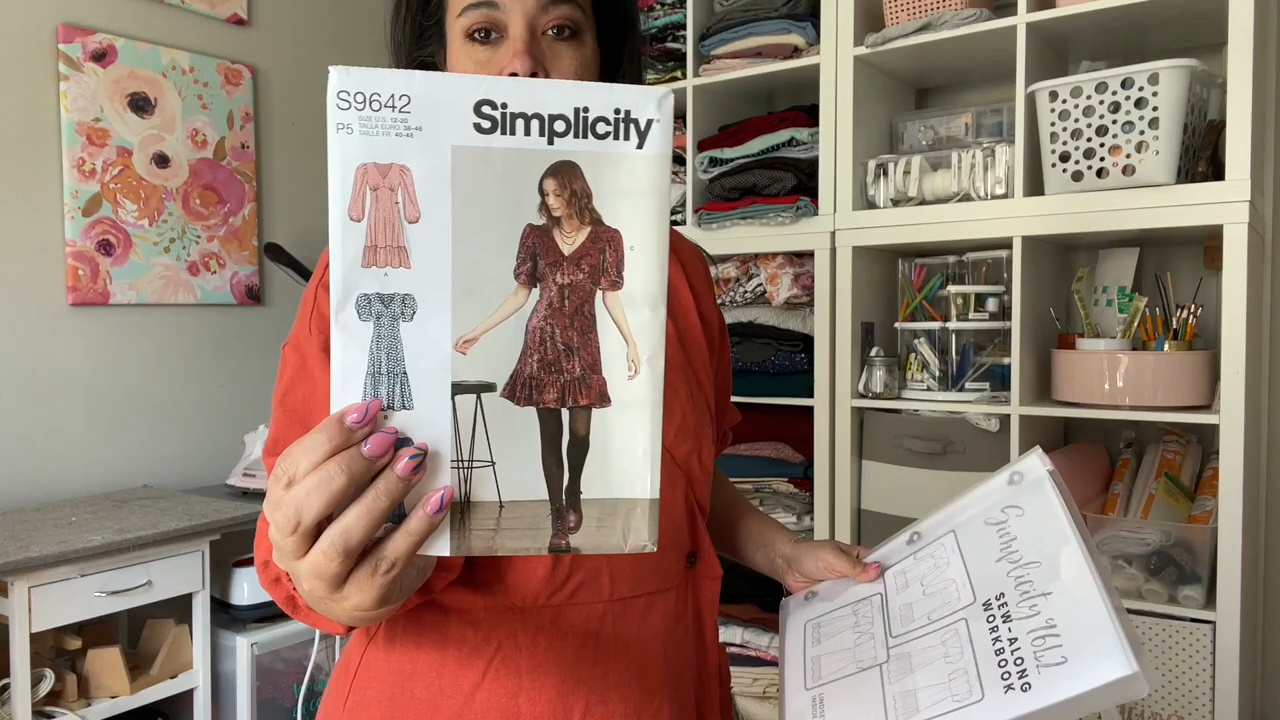 S9642
Simplicity
P5
SIZE U.S. 12-20
TALLA EURO: 38-46
TAILLE FR: 40-48
A
B
C
Simplicity 9642
SEW-ALONG
WORKBOOK
INSIDE